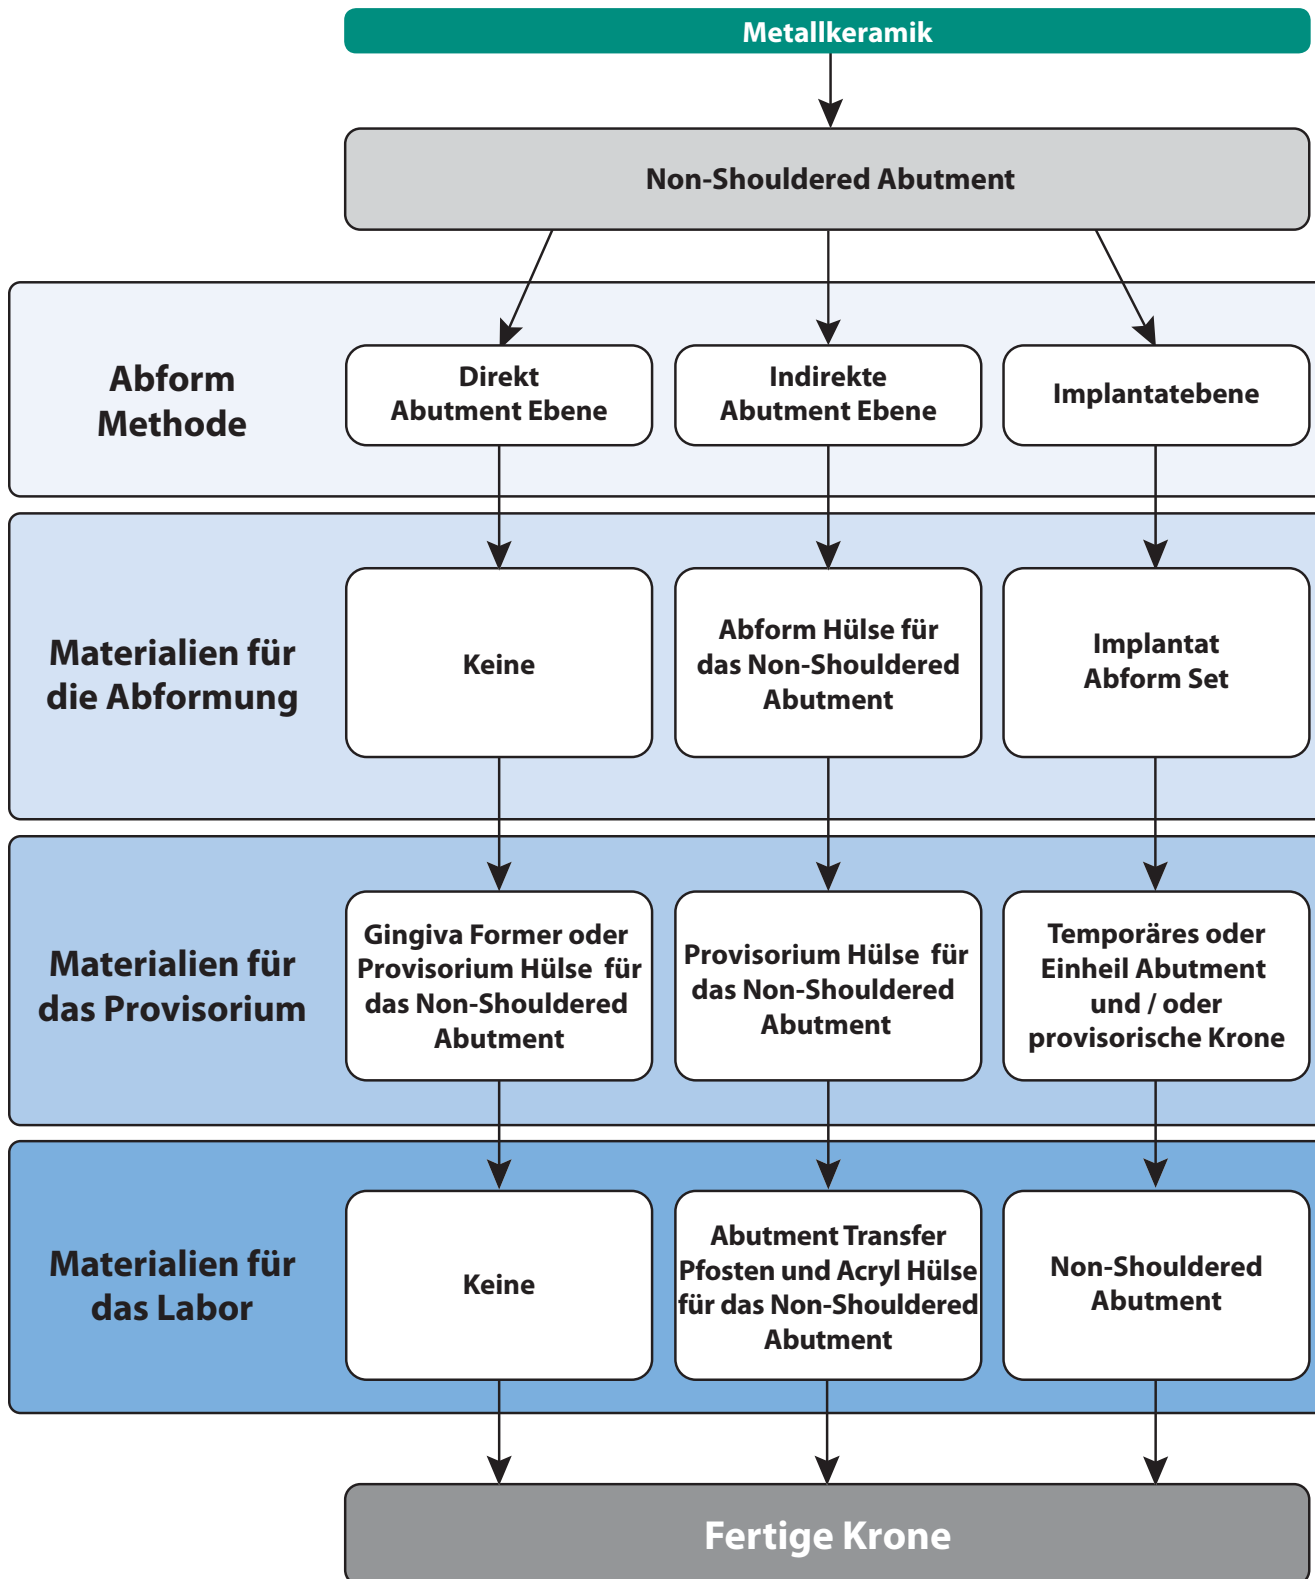 Metallkeramik
Non-Shouldered Abutment
Abform
Methode
Direkt
Abutment Ebene
Indirekte
Abutment Ebene
Implantatebene
Materialien für
die Abformung
Keine
Abform Hülse für
das Non-Shouldered
Abutment
Implantat
Abform Set
Materialien für
das Provisorium
Gingiva Former oder
Provisorium Hülse für
das Non-Shouldered
Abutment
Provisorium Hülse für
das Non-Shouldered
Abutment
Temporäres oder
Einheil Abutment
und / oder
provisorische Krone
Materialien für
das Labor
Keine
Abutment Transfer
Pfosten und Acryl Hülse
für das Non-Shouldered
Abutment
Non-Shouldered
Abutment
Fertige Krone